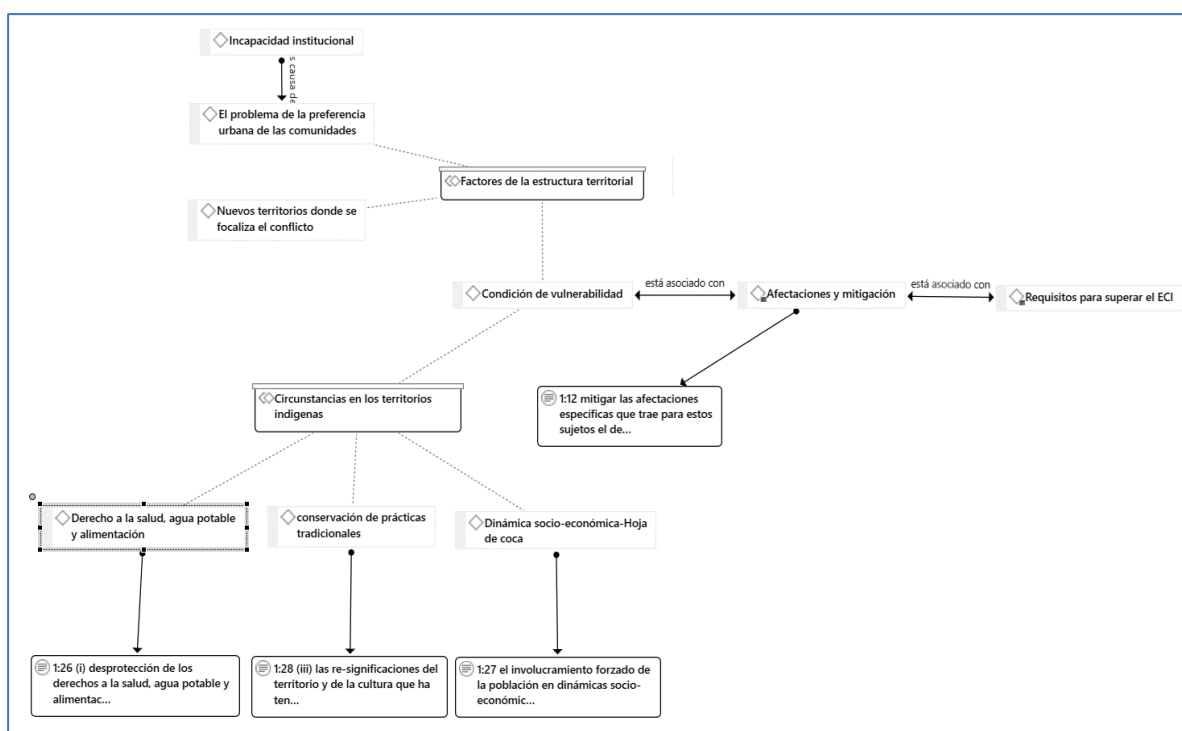 Incapacidad institucional
s causa de
El problema de la preferencia
urbana de las comunidades
Factores de la estructura territorial
Nuevos territorios donde se
focaliza el conflicto
Condición de vulnerabilidad
está asociado con
Afectaciones y mitigación
está asociado con
Requisitos para superar el ECI
Circunstancias en los territorios
indigenas
1:12 mitigar las afectaciones
específicas que trae para estos
sujetos el de...
Derecho a la salud, agua potable
y alimentación
conservación de prácticas
tradicionales
Dinámica socio-económica-Hoja
de coca
1:26 (i) desprotección de los
derechos a la salud, agua potable y
alimentac...
1:28 (iii) las re-significaciones del
territorio y de la cultura que ha
ten...
1:27 el involucramiento forzado de
la población en dinámicas socio-
económic...